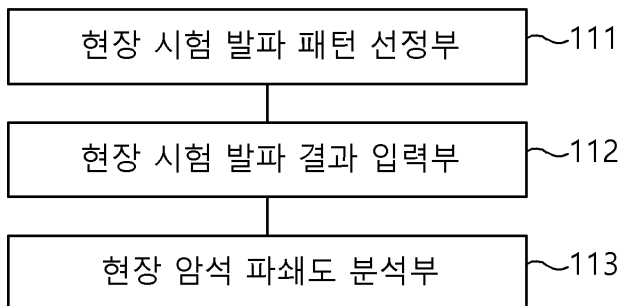 현장 시험 발파 패턴 선정부 111
현장 시험 발파 결과 입력부 112
현장 암석 파쇄도 분석부 113